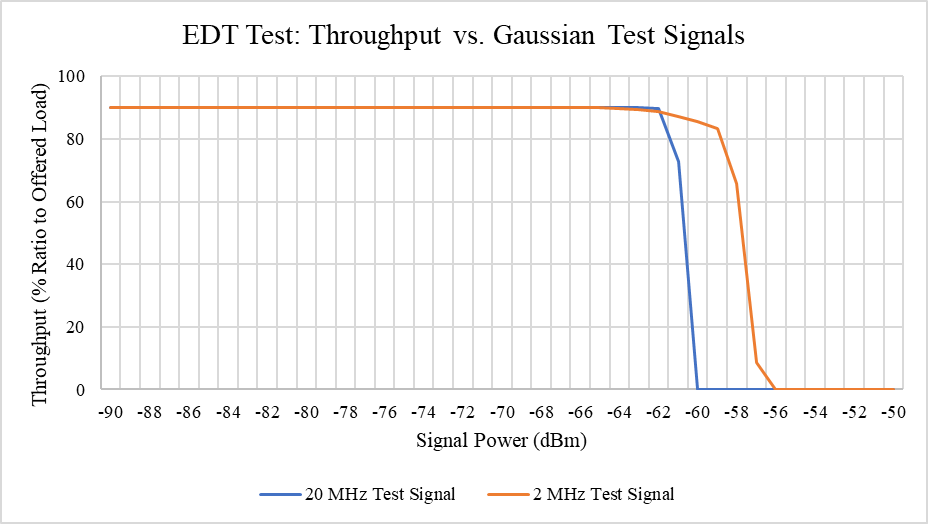 EDT Test: Throughput vs. Gaussian Test Signals
Throughput (% Ratio to Offered Load)
100
80
60
40
20
0
-90 -88 -86 -84 -82 -80 -78 -76 -74 -72 -70 -68 -66 -64 -62 -60 -58 -56 -54 -52 -50
Signal Power (dBm)
20 MHz Test Signal 2 MHz Test Signal